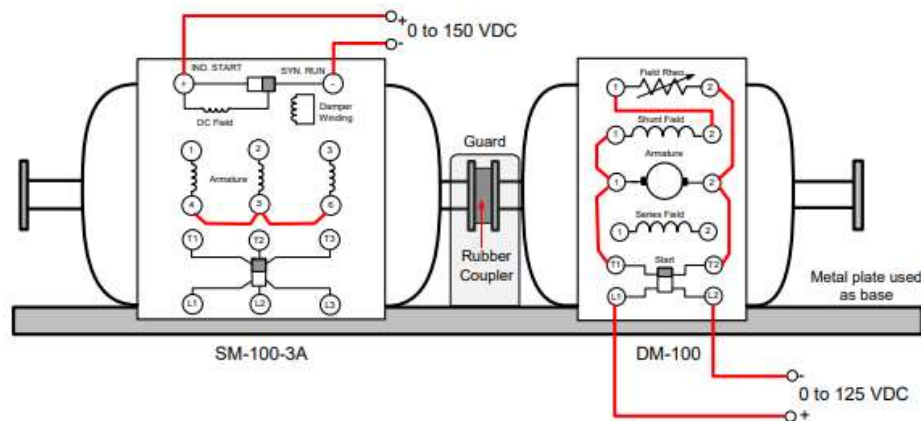 + 0 to 150 VDC
-
IND. START SYN. RUN
+ -
DC Field
Damper
Winding
1 2 3
Armature
4 5 6
T1 T2 T3
L1 L2 L3
SM-100-3A
Guard
Rubber
Coupler
Field Rheo.
1 2
Shunt Field
1 2
Armature
1 2
Series Field
1 2
Start
T1 T2
L1 L2
DM-100
Metal plate used
as base
-
0 to 125 VDC
+